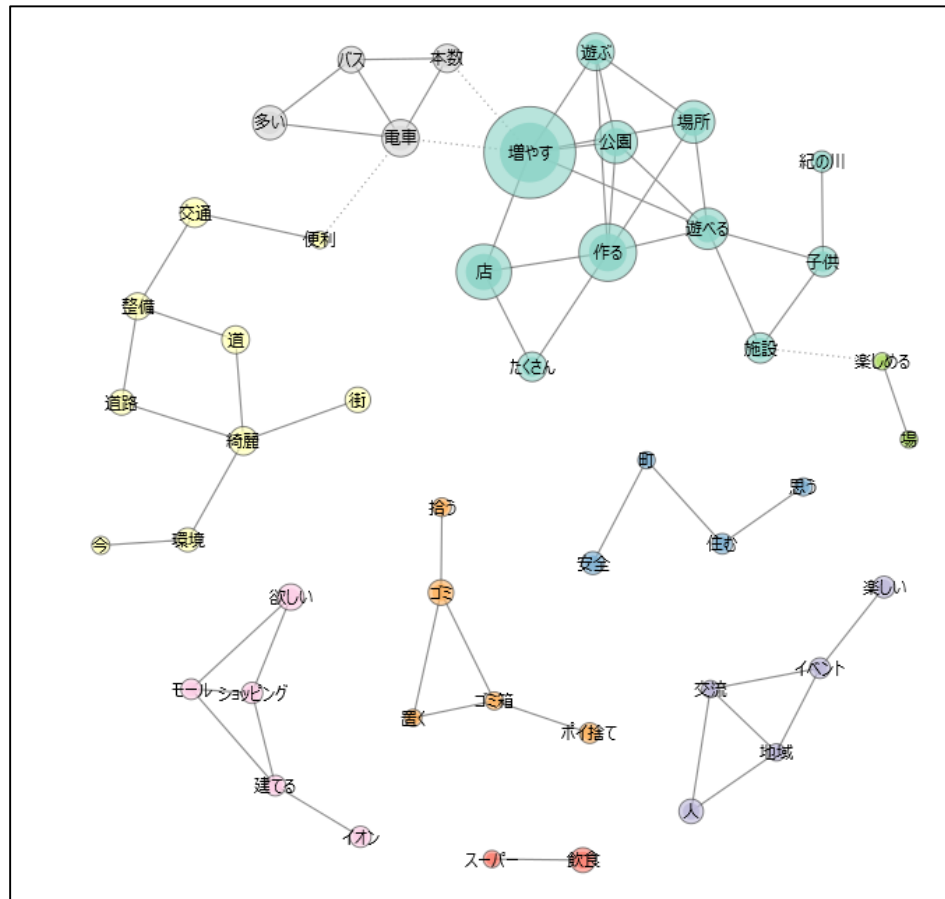 遊ぶ
バス
本数
多い
電車
増やす
公園
場所
紀の川
交通
便利
遊べる
作る
店
子供
整備
道
たくさん
施設
楽しめる
道路
街
綺麗
場
町
思う
拾う
今
環境
安全
住む
欲しい
ゴミ
楽しい
モール
ショッピング
イベント
交流
置く
ゴミ箱
ポイ捨て
地域
建てる
人
イオン
スーパー
飲食